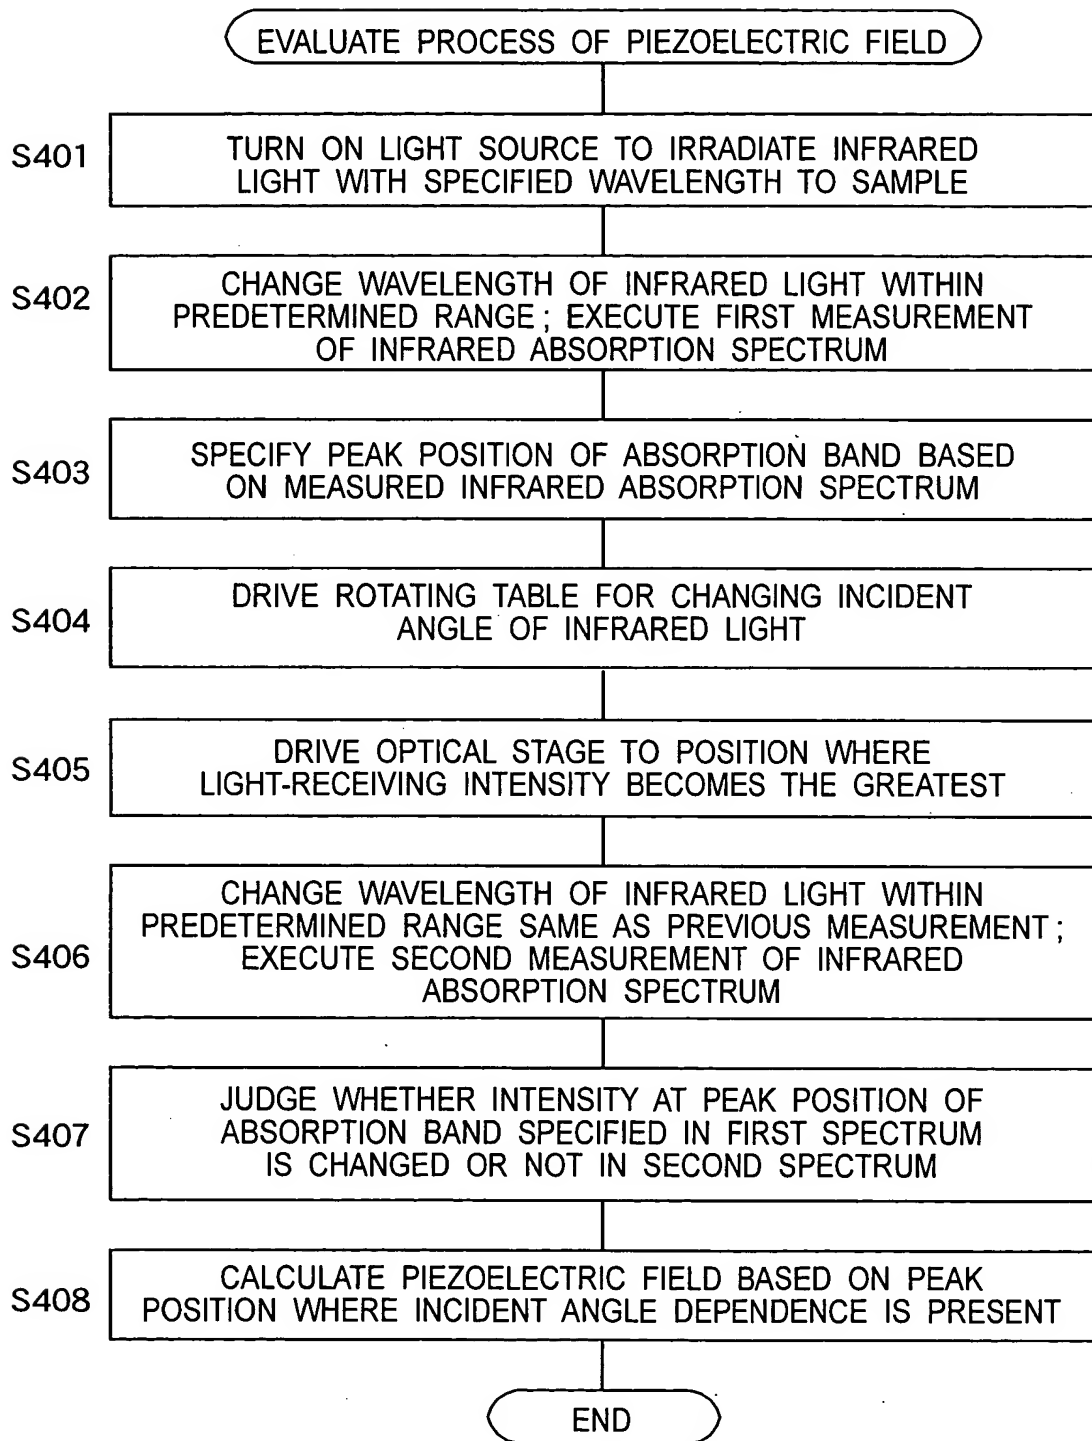 EVALUATE PROCESS OF PIEZOELECTRIC FIELD
S401
TURN ON LIGHT SOURCE TO IRRADIATE INFRARED
LIGHT WITH SPECIFIED WAVELENGTH TO SAMPLE
S402
CHANGE WAVELENGTH OF INFRARED LIGHT WITHIN
PREDETERMINED RANGE; EXECUTE FIRST MEASUREMENT
OF INFRARED ABSORPTION SPECTRUM
S403
SPECIFY PEAK POSITION OF ABSORPTION BAND BASED
ON MEASURED INFRARED ABSORPTION SPECTRUM
S404
DRIVE ROTATING TABLE FOR CHANGING INCIDENT
ANGLE OF INFRARED LIGHT
S405
DRIVE OPTICAL STAGE TO POSITION WHERE
LIGHT-RECEIVING INTENSITY BECOMES THE GREATEST
S406
CHANGE WAVELENGTH OF INFRARED LIGHT WITHIN
PREDETERMINED RANGE SAME AS PREVIOUS MEASUREMENT;
EXECUTE SECOND MEASUREMENT OF INFRARED
ABSORPTION SPECTRUM
S407
JUDGE WHETHER INTENSITY AT PEAK POSITION OF
ABSORPTION BAND SPECIFIED IN FIRST SPECTRUM
IS CHANGED OR NOT IN SECOND SPECTRUM
S408
CALCULATE PIEZOELECTRIC FIELD BASED ON PEAK
POSITION WHERE INCIDENT ANGLE DEPENDENCE IS PRESENT
END